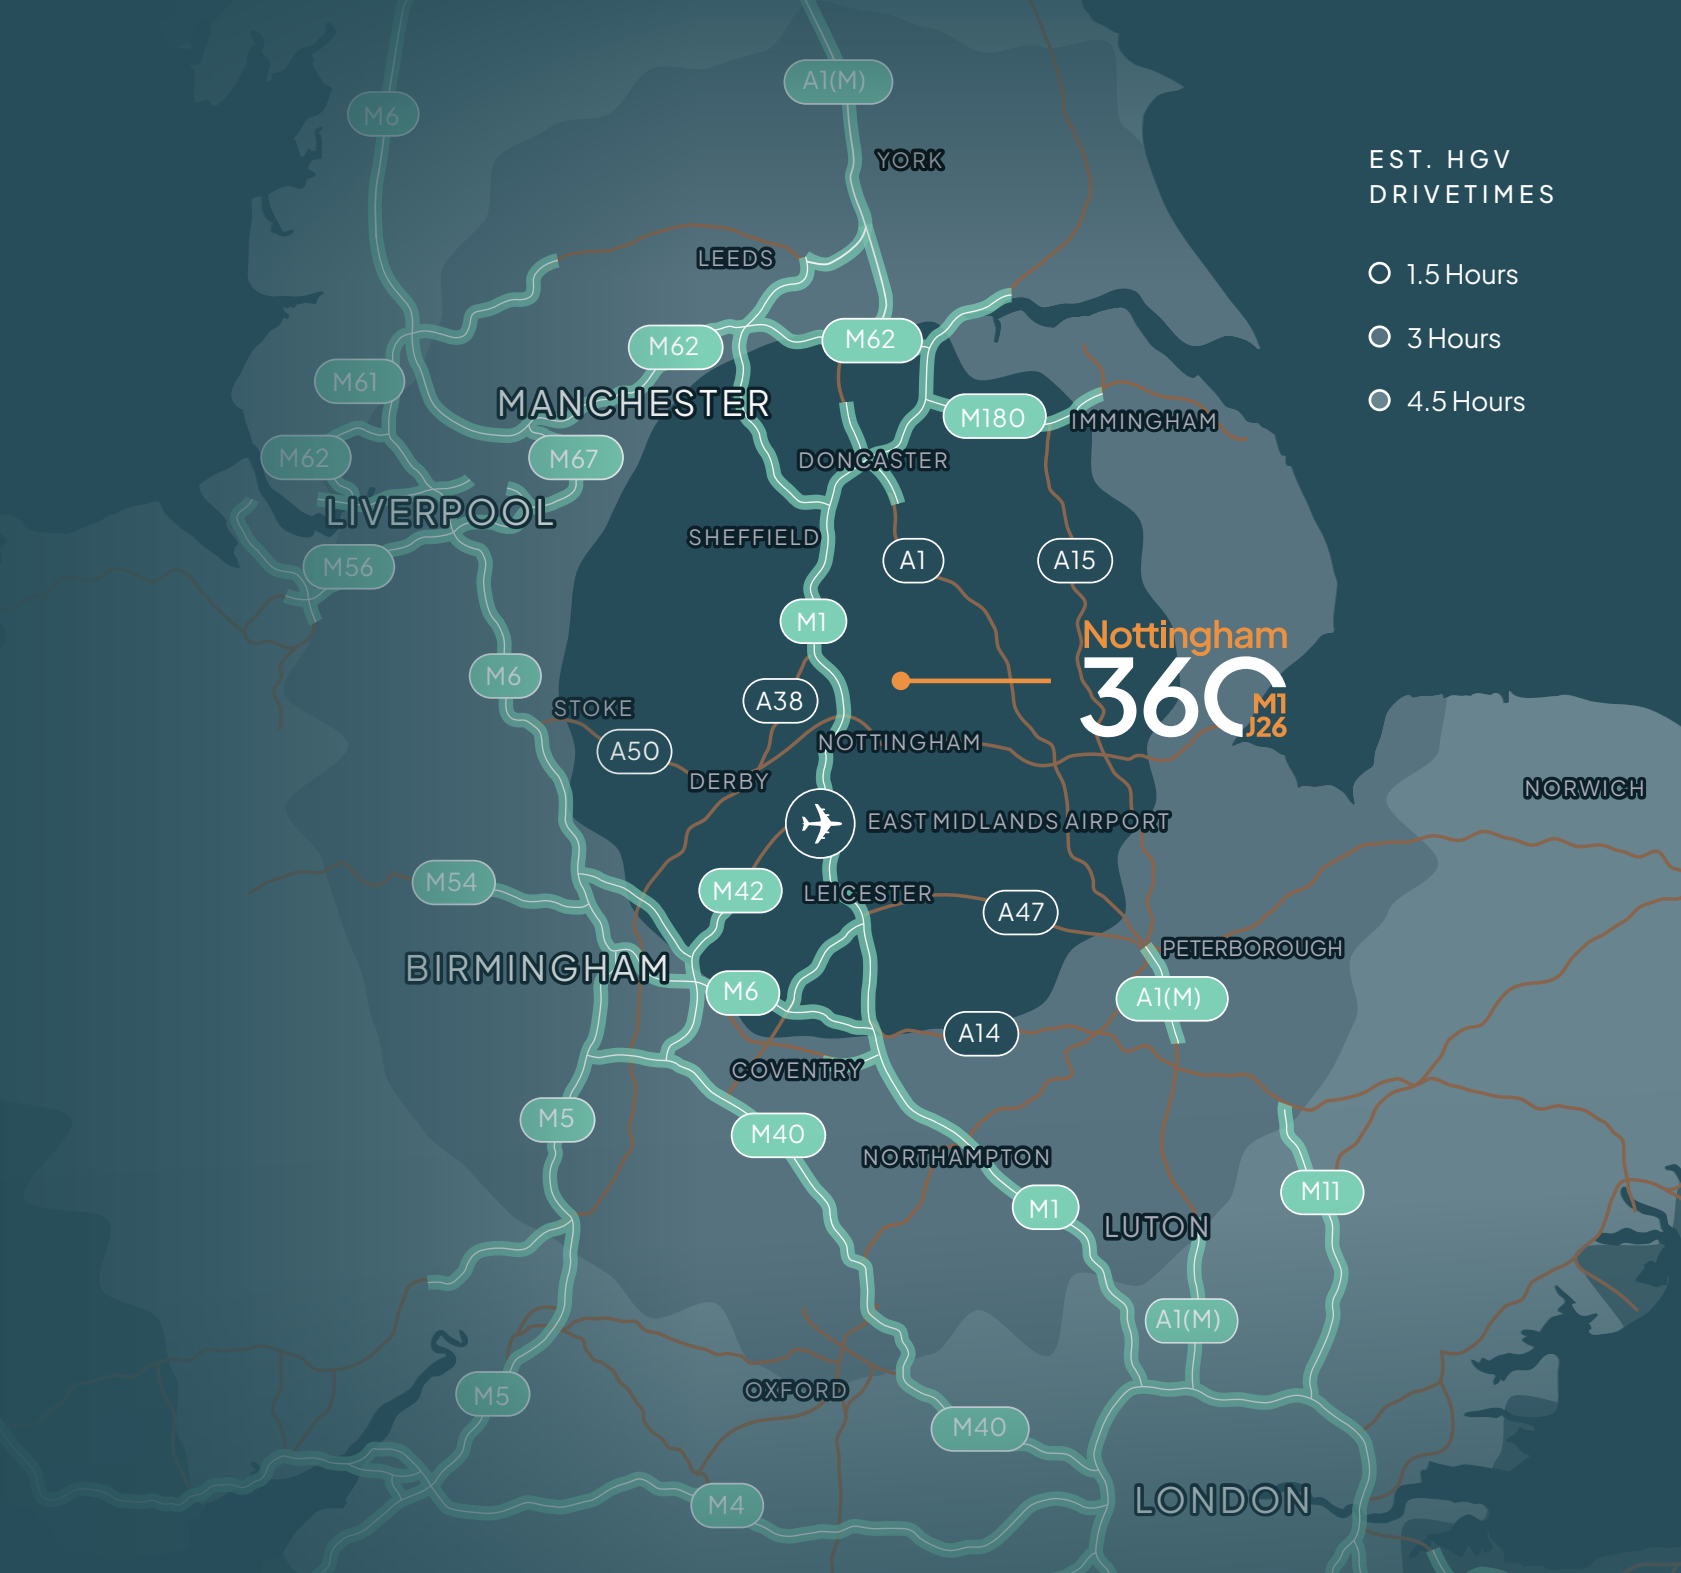 A1(M)
M6
YORK
EST. HGV
DRIVETIMES
LEEDS
1.5 Hours
M62
M62
3 Hours
M61
MANCHESTER
4.5 Hours
M180
IMMINGHAM
M62
M67
DONCASTER
LIVERPOOL
SHEFFIELD
M56
A1
A15
M1
Nottingham
360
M1
J26
M6
A38
STOKE
A50
NOTTINGHAM
DERBY
NORWICH
EAST MIDLANDS AIRPORT
M54
M42
LEICESTER
A47
PETERBOROUGH
BIRMINGHAM
M6
A1(M)
A14
COVENTRY
M5
M40
NORTHAMPTON
M1
M11
LUTON
A1(M)
M5
OXFORD
M40
M4
LONDON